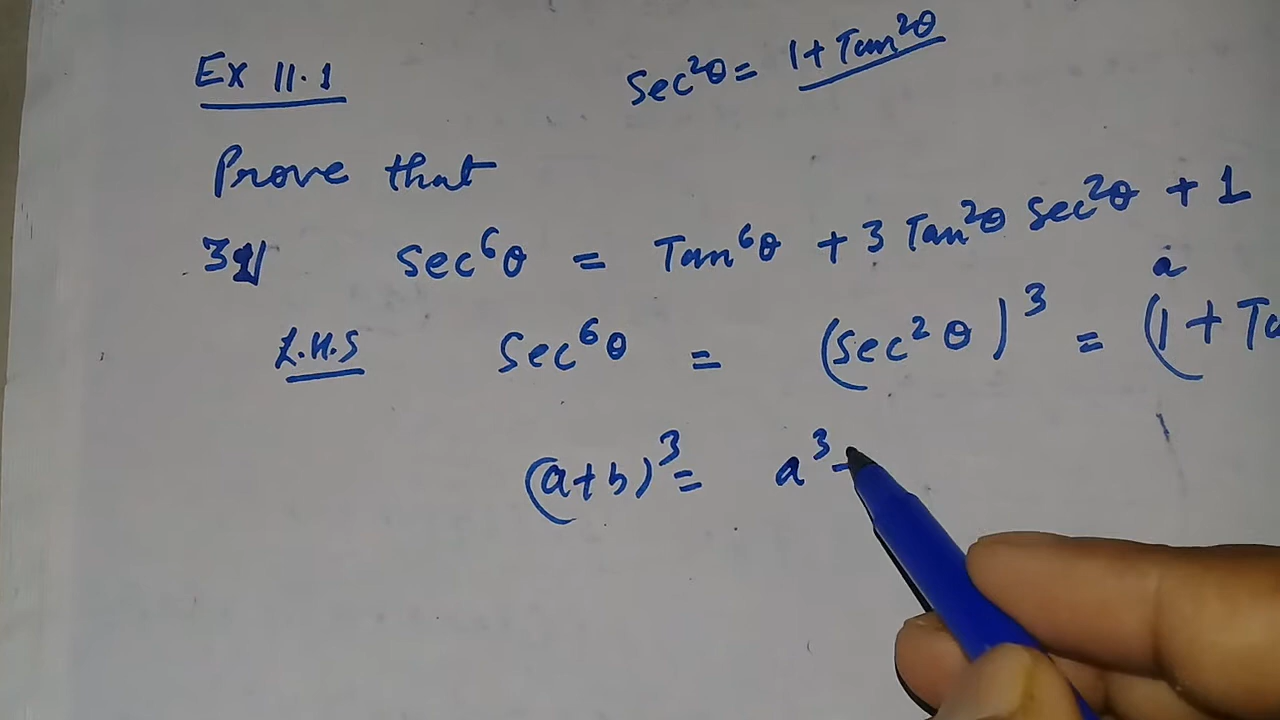 Ex 11.1
Sec²θ = 1 + Tan²θ
Prove that
Sec⁶θ = Tan⁶θ + 3 Tan²θ Sec²θ + 1
a
L.H.S Sec⁶θ = (Sec²θ)³ = (1 + Ta
(a+b)³ = a³